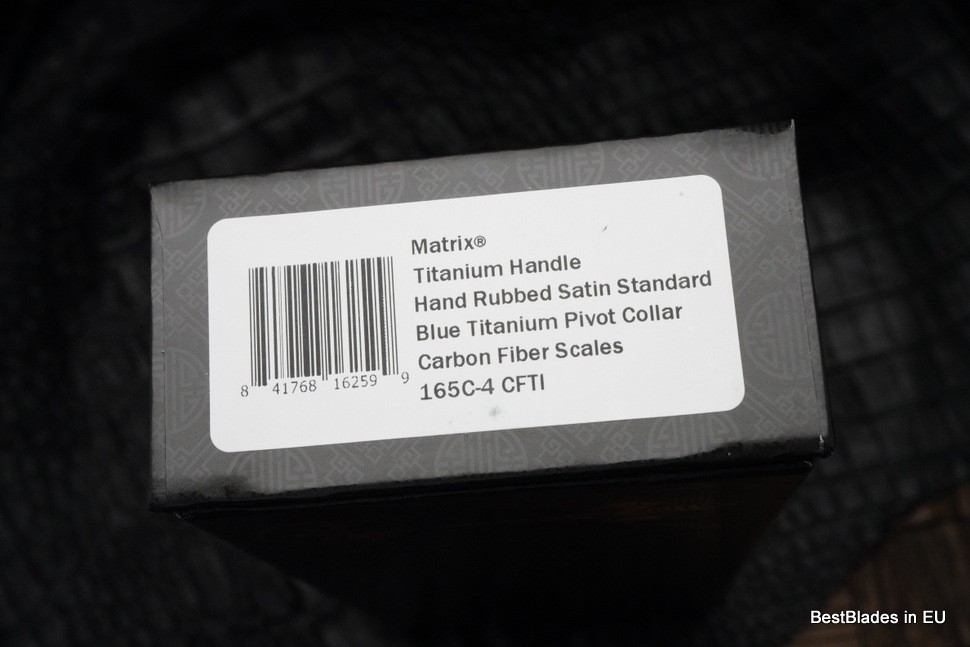 Matrix®
Titanium Handle
Hand Rubbed Satin Standard
Blue Titanium Pivot Collar
Carbon Fiber Scales
165C-4 CFTI
8 41768 16259 9
BestBlades in EU